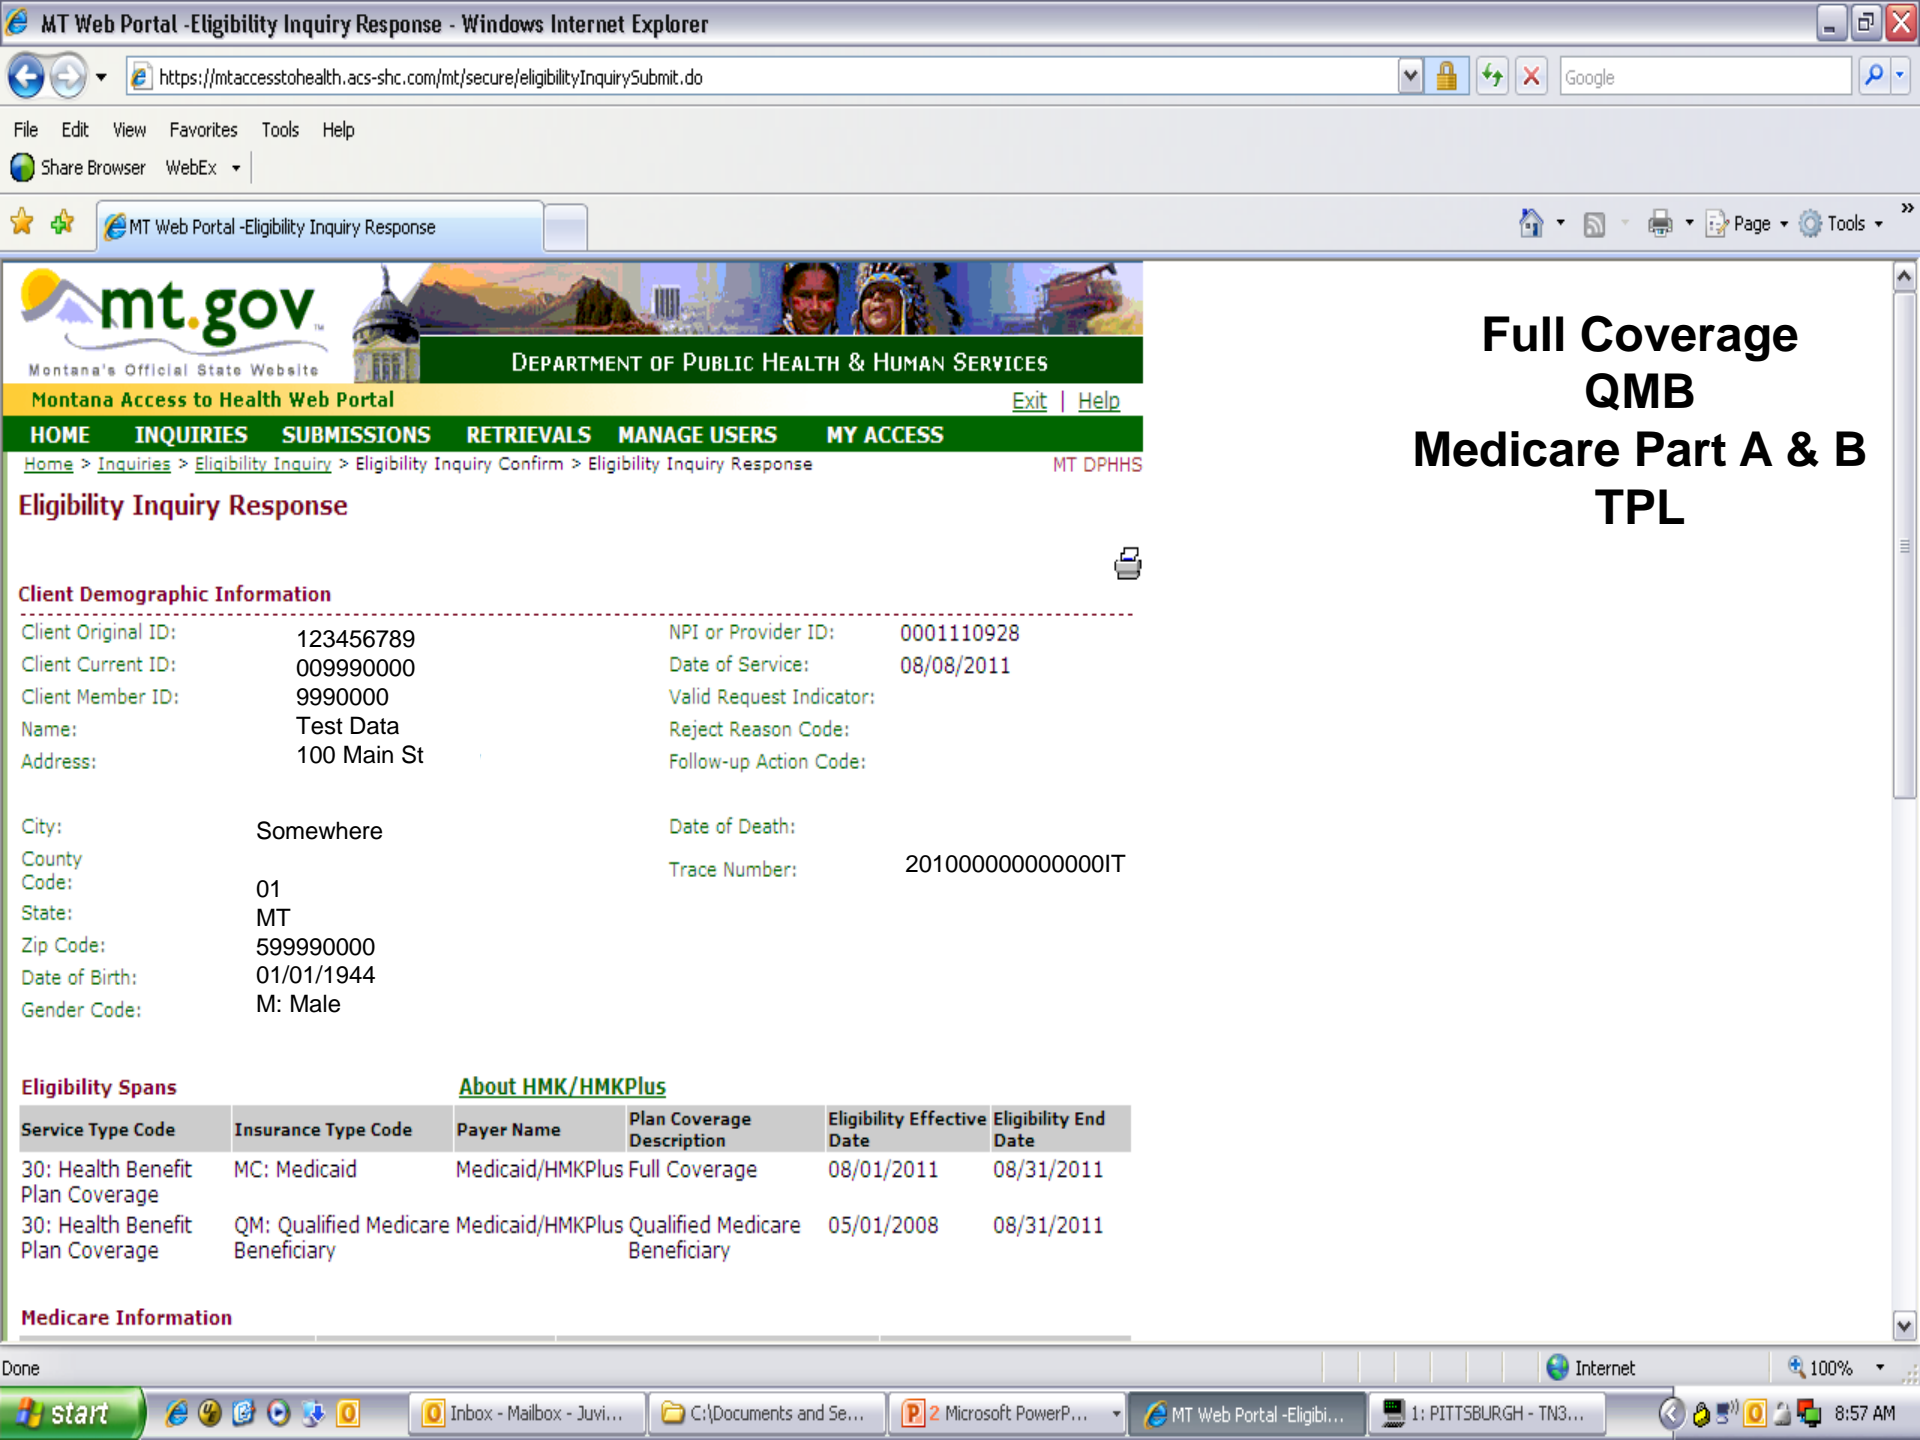 MT Web Portal -Eligibility Inquiry Response - Windows Internet Explorer
https://mtaccesstohealth.acs-shc.com/mt/secure/eligibilityInquirySubmit.do
Google
File Edit View Favorites Tools Help
Share Browser WebEx
MT Web Portal -Eligibility Inquiry Response
Page Tools »
mt.gov™
Montana's Official State Website
DEPARTMENT OF PUBLIC HEALTH & HUMAN SERVICES
Montana Access to Health Web Portal
Exit | Help
HOME INQUIRIES SUBMISSIONS RETRIEVALS MANAGE USERS MY ACCESS
Home > Inquiries > Eligibility Inquiry > Eligibility Inquiry Confirm > Eligibility Inquiry Response
MT DPHHS
Full Coverage
QMB
Medicare Part A & B
TPL
Eligibility Inquiry Response
Client Demographic Information
Client Original ID: 123456789 NPI or Provider ID: 0001110928
Client Current ID: 009990000 Date of Service: 08/08/2011
Client Member ID: 9990000 Valid Request Indicator:
Name: Test Data Reject Reason Code:
Address: 100 Main St Follow-up Action Code:
City: Somewhere Date of Death:
County
Code: 01 Trace Number: 201000000000000IT
State: MT
Zip Code: 599990000
Date of Birth: 01/01/1944
Gender Code: M: Male
Eligibility Spans About HMK/HMKPlus
Service Type Code Insurance Type Code Payer Name Plan Coverage Description Eligibility Effective Date Eligibility End Date
30: Health Benefit MC: Medicaid Medicaid/HMKPlus Full Coverage 08/01/2011 08/31/2011
Plan Coverage
30: Health Benefit QM: Qualified Medicare Medicaid/HMKPlus Qualified Medicare 05/01/2008 08/31/2011
Plan Coverage Beneficiary Beneficiary
Medicare Information
Done Internet 100%
start Inbox - Mailbox - Juvi... C:\Documents and Se... 2 Microsoft PowerP... MT Web Portal -Eligibi... 1: PITTSBURGH - TN3... 8:57 AM